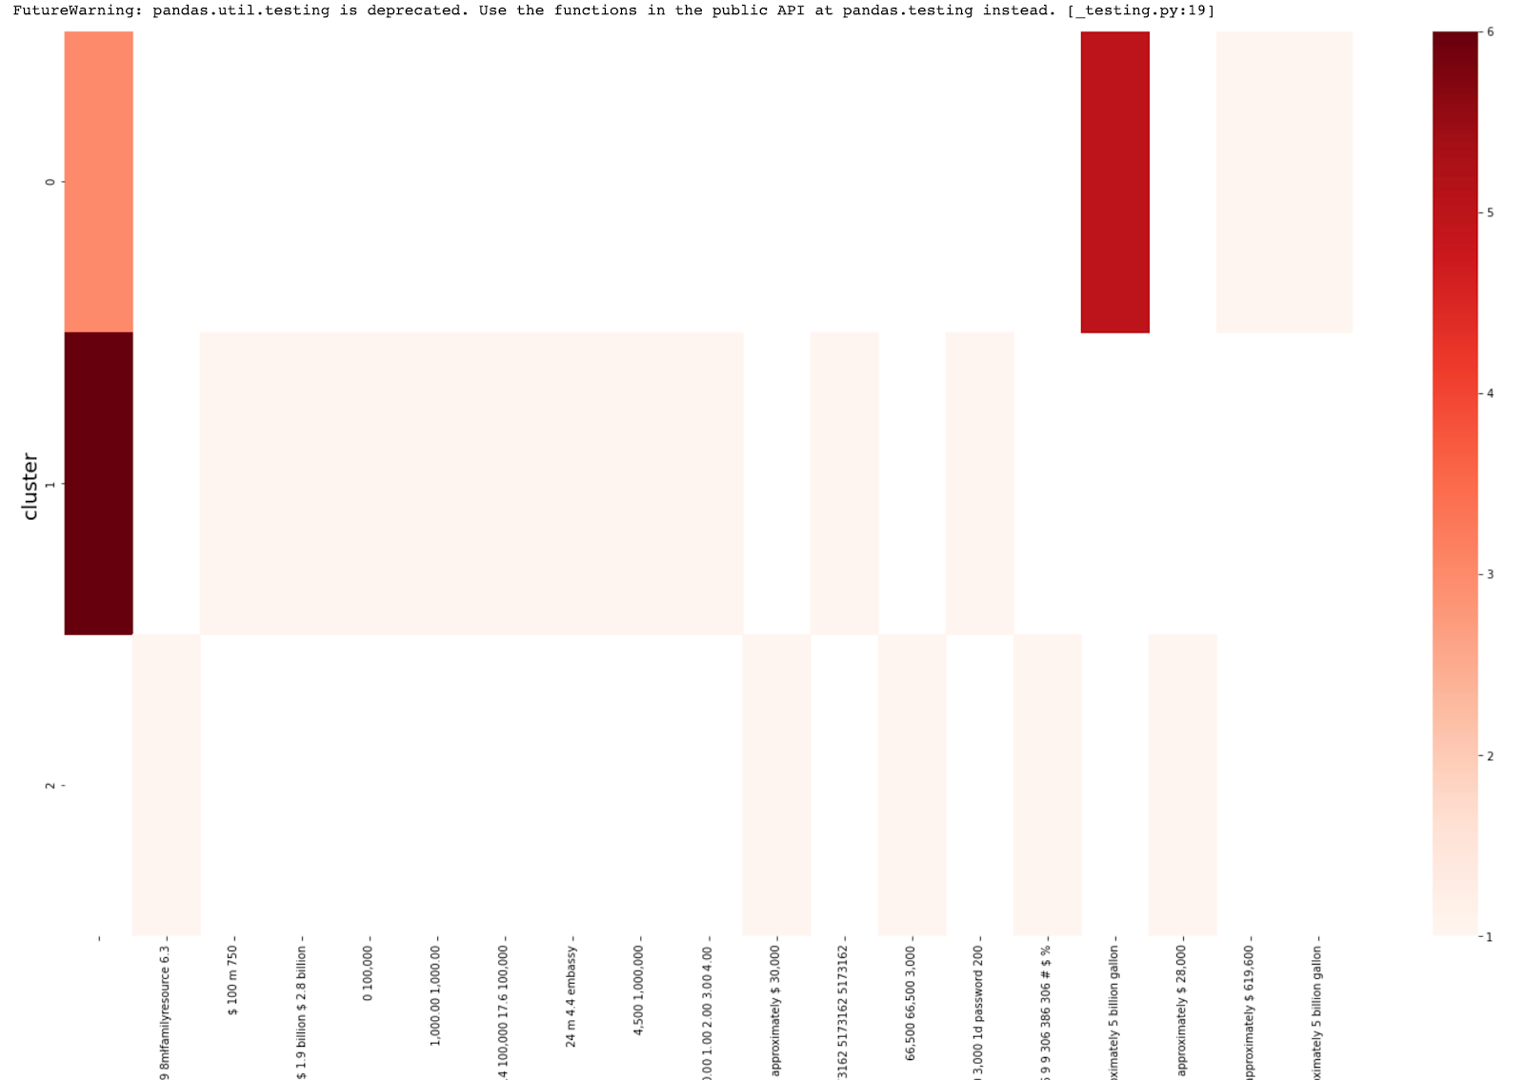 FutureWarning: pandas.util.testing is deprecated. Use the functions in the public API at pandas.testing instead. [_testing.py:19]
6
5
4
3
2
1
cluster
0
1
2
9 8mlfamilyresource 6.3
$ 100 m 750
$ 1.9 billion $ 2.8 billion
0 100,000
1,000.00 1,000.00
.4 100,000 17.6 100,000
24 m 4.4 embassy
4,500 1,000,000
0.00 1.00 2.00 3.00 4.00
approximately $ 30,000
3162 5173162 5173162
66,500 66,500 3,000
3,000 1d password 200
9 306 386 306 # $ %
ximately 5 billion gallon
approximately $ 28,000
pproximately $ 619,600
ximately 5 billion gallon